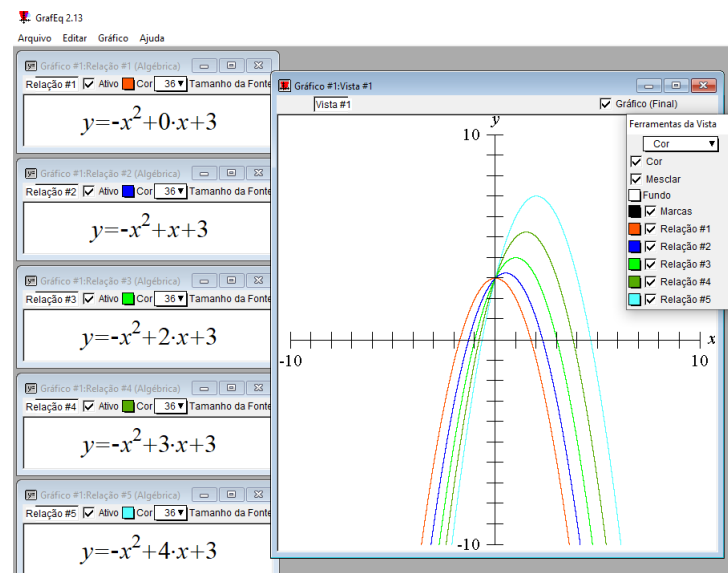 GrafEq 2.13
Arquivo Editar Gráfico Ajuda
Gráfico #1:Relação #1 (Algébrica)
Relação #1 Ativo Cor 36 Tamanho da Fonte
y=-x²+0·x+3
Gráfico #1:Relação #2 (Algébrica)
Relação #2 Ativo Cor 36 Tamanho da Fonte
y=-x²+x+3
Gráfico #1:Relação #3 (Algébrica)
Relação #3 Ativo Cor 36 Tamanho da Fonte
y=-x²+2·x+3
Gráfico #1:Relação #4 (Algébrica)
Relação #4 Ativo Cor 36 Tamanho da Fonte
y=-x²+3·x+3
Gráfico #1:Relação #5 (Algébrica)
Relação #5 Ativo Cor 36 Tamanho da Fonte
y=-x²+4·x+3
Gráfico #1:Vista #1
Vista #1 Gráfico (Final)
y
10
-10
x
10
-10
Ferramentas da Vista
Cor
Cor
Mesclar
Fundo
Marcas
Relação #1
Relação #2
Relação #3
Relação #4
Relação #5